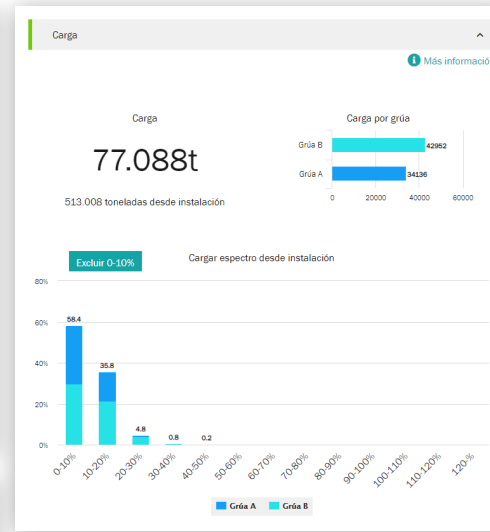 Carga
Más informació
Carga
Carga por grúa
77.088t
513.008 toneladas desde instalación
Grúa B
42952
Grúa A
34136
0 20000 40000 60000
Excluir 0-10%
Cargar espectro desde instalación
80%
60%
40%
20%
0%
58.4
35.8
4.8
0.8
0.2
0-10% 10-20% 20-30% 30-40% 40-50% 50-60% 60-70% 70-80% 80-90% 90-100% 100-110% 110-120% 120-%
Grúa A Grúa B